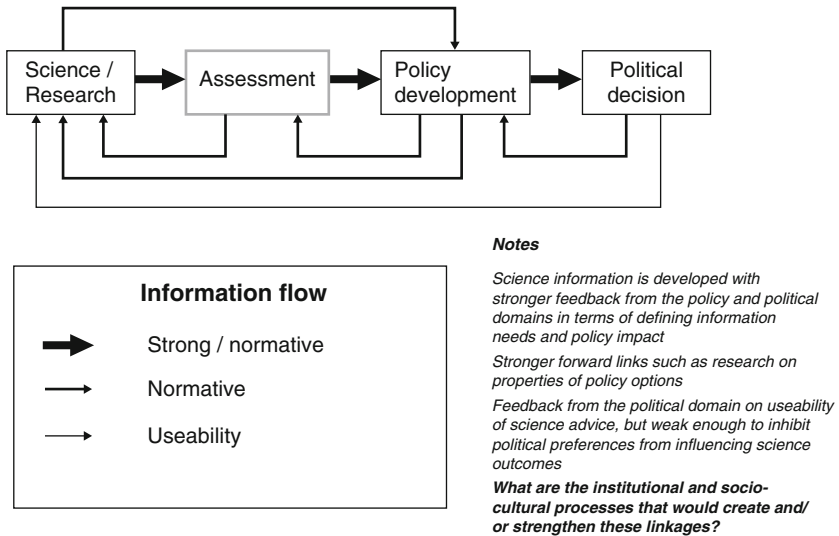 Science /
Research
Assessment
Policy
development
Political
decision
Information flow
Strong / normative
Normative
Useability
Notes
Science information is developed with
stronger feedback from the policy and political
domains in terms of defining information
needs and policy impact
Stronger forward links such as research on
properties of policy options
Feedback from the political domain on useability
of science advice, but weak enough to inhibit
political preferences from influencing science
outcomes
What are the institutional and socio-
cultural processes that would create and/
or strengthen these linkages?